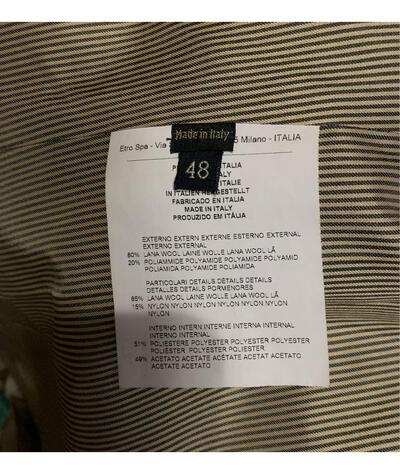 Made in Italy
Etro Spa - Via 5 Milano - ITALIA
48
ITALIA
ITALY
ITALIE
IN ITALIEN HERGESTELLT
FABRICADO EN ITALIA
MADE IN ITALY
PRODUZIDO EM ITÁLIA
EXTERNO EXTERN EXTERNE ESTERNO EXTERNAL
EXTERNO EXTERNAL
80% LANA WOOL LAINE WOLLE LANA WOOL LÃ
20% POLIAMMIDE POLYAMIDE POLYAMIDE POLYAMID
POLIAMIDA POLYAMIDE POLIAMIDA
PARTICOLARI DETAILS DÉTAILS DETAILS
DETALLES DETAILS PORMENORES
85% LANA WOOL LAINE WOLLE LANA WOOL LÃ
15% NYLON NYLON NYLON NYLON NYLON NYLON
NYLON
INTERNO INTERN INTERNE INTERNA INTERNAL
INTERNO INTERNAL
51% POLIESTERE POLYESTER POLYESTER POLYESTER
POLIÉSTER POLYESTER POLIESTER
49% ACETATO ACETATE ACÉTATE ACETAT ACETATO
ACETATE ACETATO